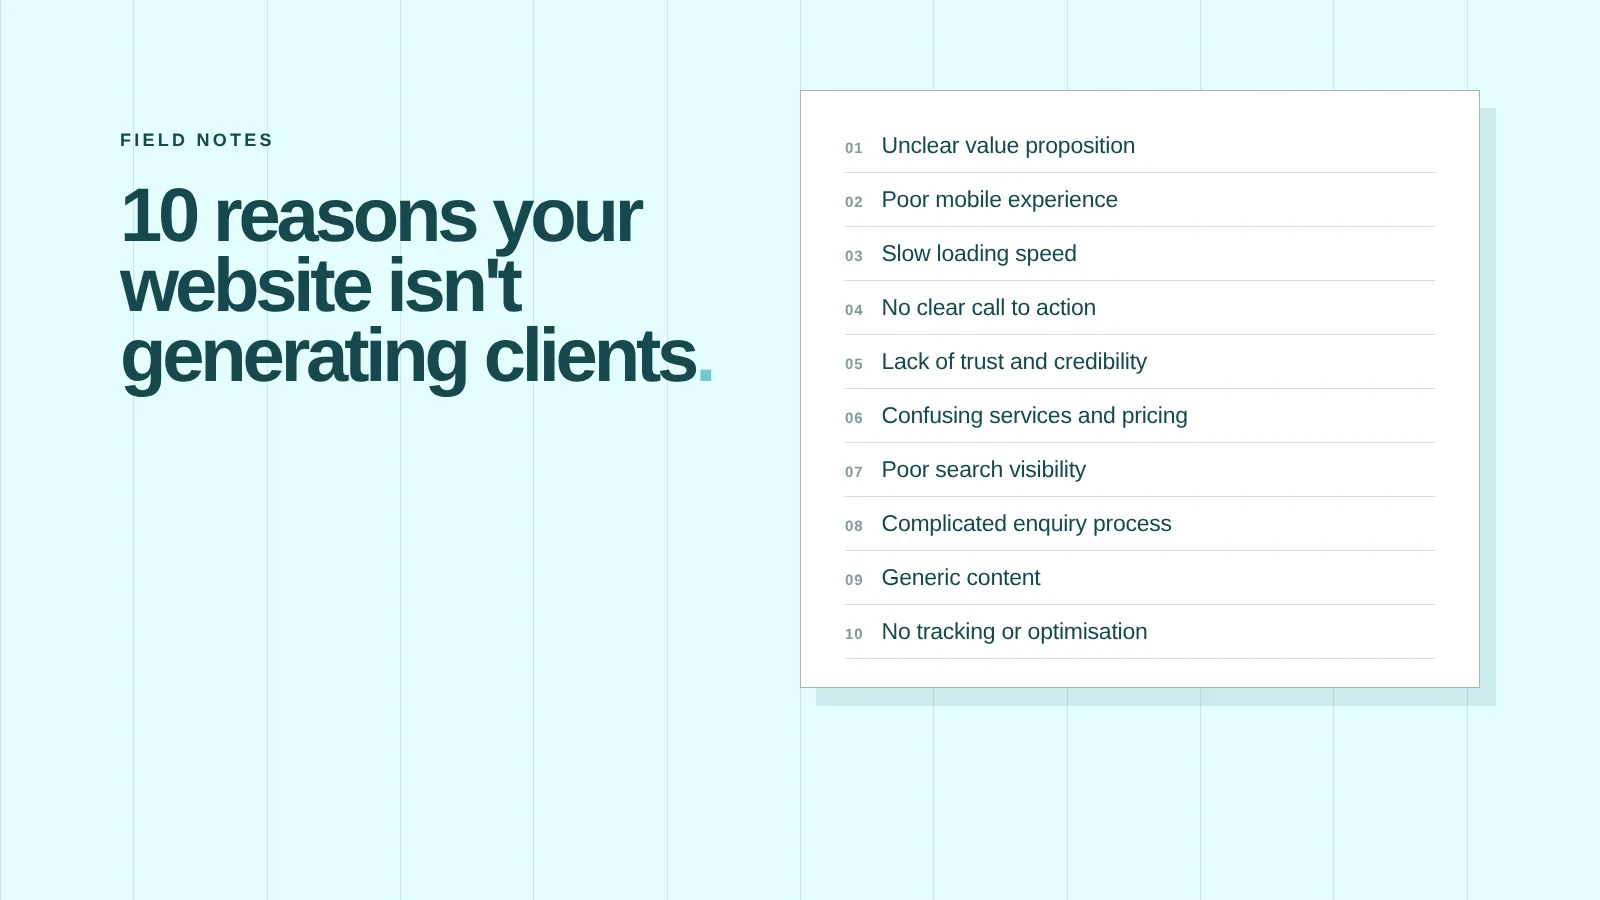 FIELD NOTES
10 reasons your
website isn't
generating clients.
01 Unclear value proposition
02 Poor mobile experience
03 Slow loading speed
04 No clear call to action
05 Lack of trust and credibility
06 Confusing services and pricing
07 Poor search visibility
08 Complicated enquiry process
09 Generic content
10 No tracking or optimisation